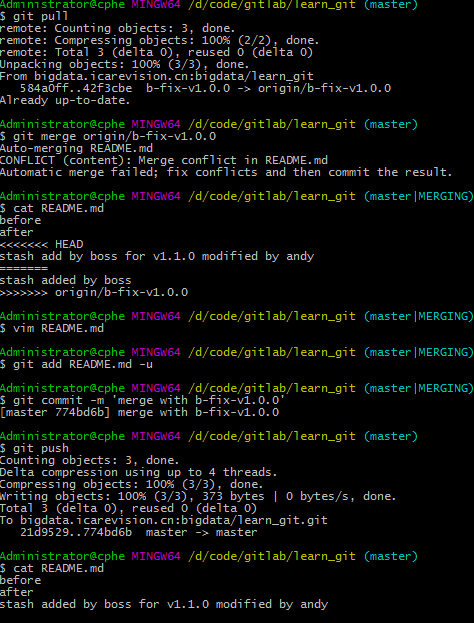 Administrator@cphe MINGW64 /d/code/gitlab/learn_git (master)
$ git pull
remote: Counting objects: 3, done.
remote: Compressing objects: 100% (2/2), done.
remote: Total 3 (delta 0), reused 0 (delta 0)
Unpacking objects: 100% (3/3), done.
From bigdata.icarevision.cn:bigdata/learn_git
   584a0ff..42f3cbe  b-fix-v1.0.0 -> origin/b-fix-v1.0.0
Already up-to-date.

Administrator@cphe MINGW64 /d/code/gitlab/learn_git (master)
$ git merge origin/b-fix-v1.0.0
Auto-merging README.md
CONFLICT (content): Merge conflict in README.md
Automatic merge failed; fix conflicts and then commit the result.

Administrator@cphe MINGW64 /d/code/gitlab/learn_git (master|MERGING)
$ cat README.md
before
after
<<<<<<< HEAD
stash add by boss for v1.1.0 modified by andy
=======
stash added by boss
>>>>>>> origin/b-fix-v1.0.0

Administrator@cphe MINGW64 /d/code/gitlab/learn_git (master|MERGING)
$ vim README.md

Administrator@cphe MINGW64 /d/code/gitlab/learn_git (master|MERGING)
$ git add README.md -u

Administrator@cphe MINGW64 /d/code/gitlab/learn_git (master|MERGING)
$ git commit -m 'merge with b-fix-v1.0.0'
[master 774bd6b] merge with b-fix-v1.0.0

Administrator@cphe MINGW64 /d/code/gitlab/learn_git (master)
$ git push
Counting objects: 3, done.
Delta compression using up to 4 threads.
Compressing objects: 100% (3/3), done.
Writing objects: 100% (3/3), 373 bytes | 0 bytes/s, done.
Total 3 (delta 0), reused 0 (delta 0)
To bigdata.icarevision.cn:bigdata/learn_git.git
   21d9529..774bd6b  master -> master

Administrator@cphe MINGW64 /d/code/gitlab/learn_git (master)
$ cat README.md
before
after
stash added by boss for v1.1.0 modified by andy